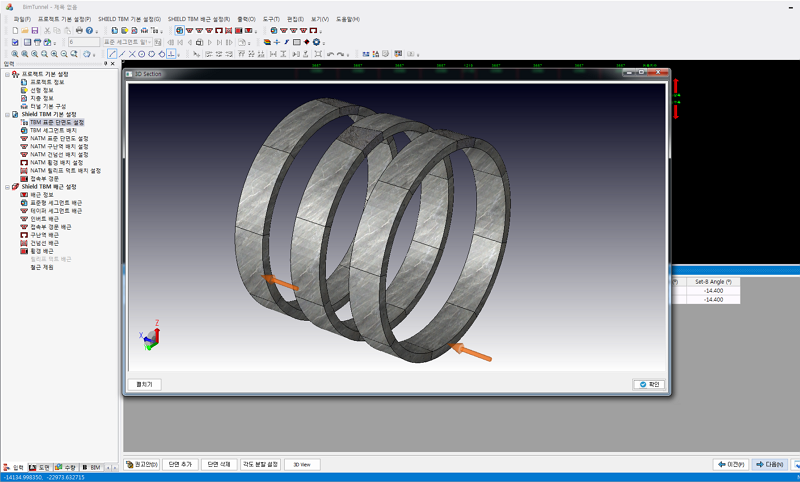 BimTunnel - 제목 없음
파일(F) 프로젝트 기본 설정(P) SHIELD TBM 기본 설정(G) SHIELD TBM 배근 설정(R) 출력(O) 도구(T) 편집(E) 보기(V) 도움말(H)
6 표준 세그먼트 일
입력
프로젝트 기본 설정
프로젝트 정보
선형 정보
지층 정보
터널 기본 구성
Shield TBM 기본 설정
TBM 표준 단면도 설정
TBM 세그먼트 배치
NATM 표준 단면도 설정
NATM 구난역 배치 설정
NATM 건넘선 배치 설정
NATM 횡갱 배치 설정
NATM 필리프 덕트 배치 설정
접속부 갱문
Shield TBM 배근 설정
배근 정보
표준형 세그먼트 배근
테이퍼 세그먼트 배근
인버트 배근
접속부 갱문 배근
구난역 배근
건넘선 배근
횡갱 배근
필리프 덕트 배근
철근 제원
3D Section
Z
X
펼치기
확인
(°) Set-B Angle (°)
-14.400
-14.400
입력 도면 수량 BIM
권고안(D) 단면 추가 단면 삭제 각도 분할 설정 3D View
이전(P) 다음(N)
-14134.998350, -22973.632715